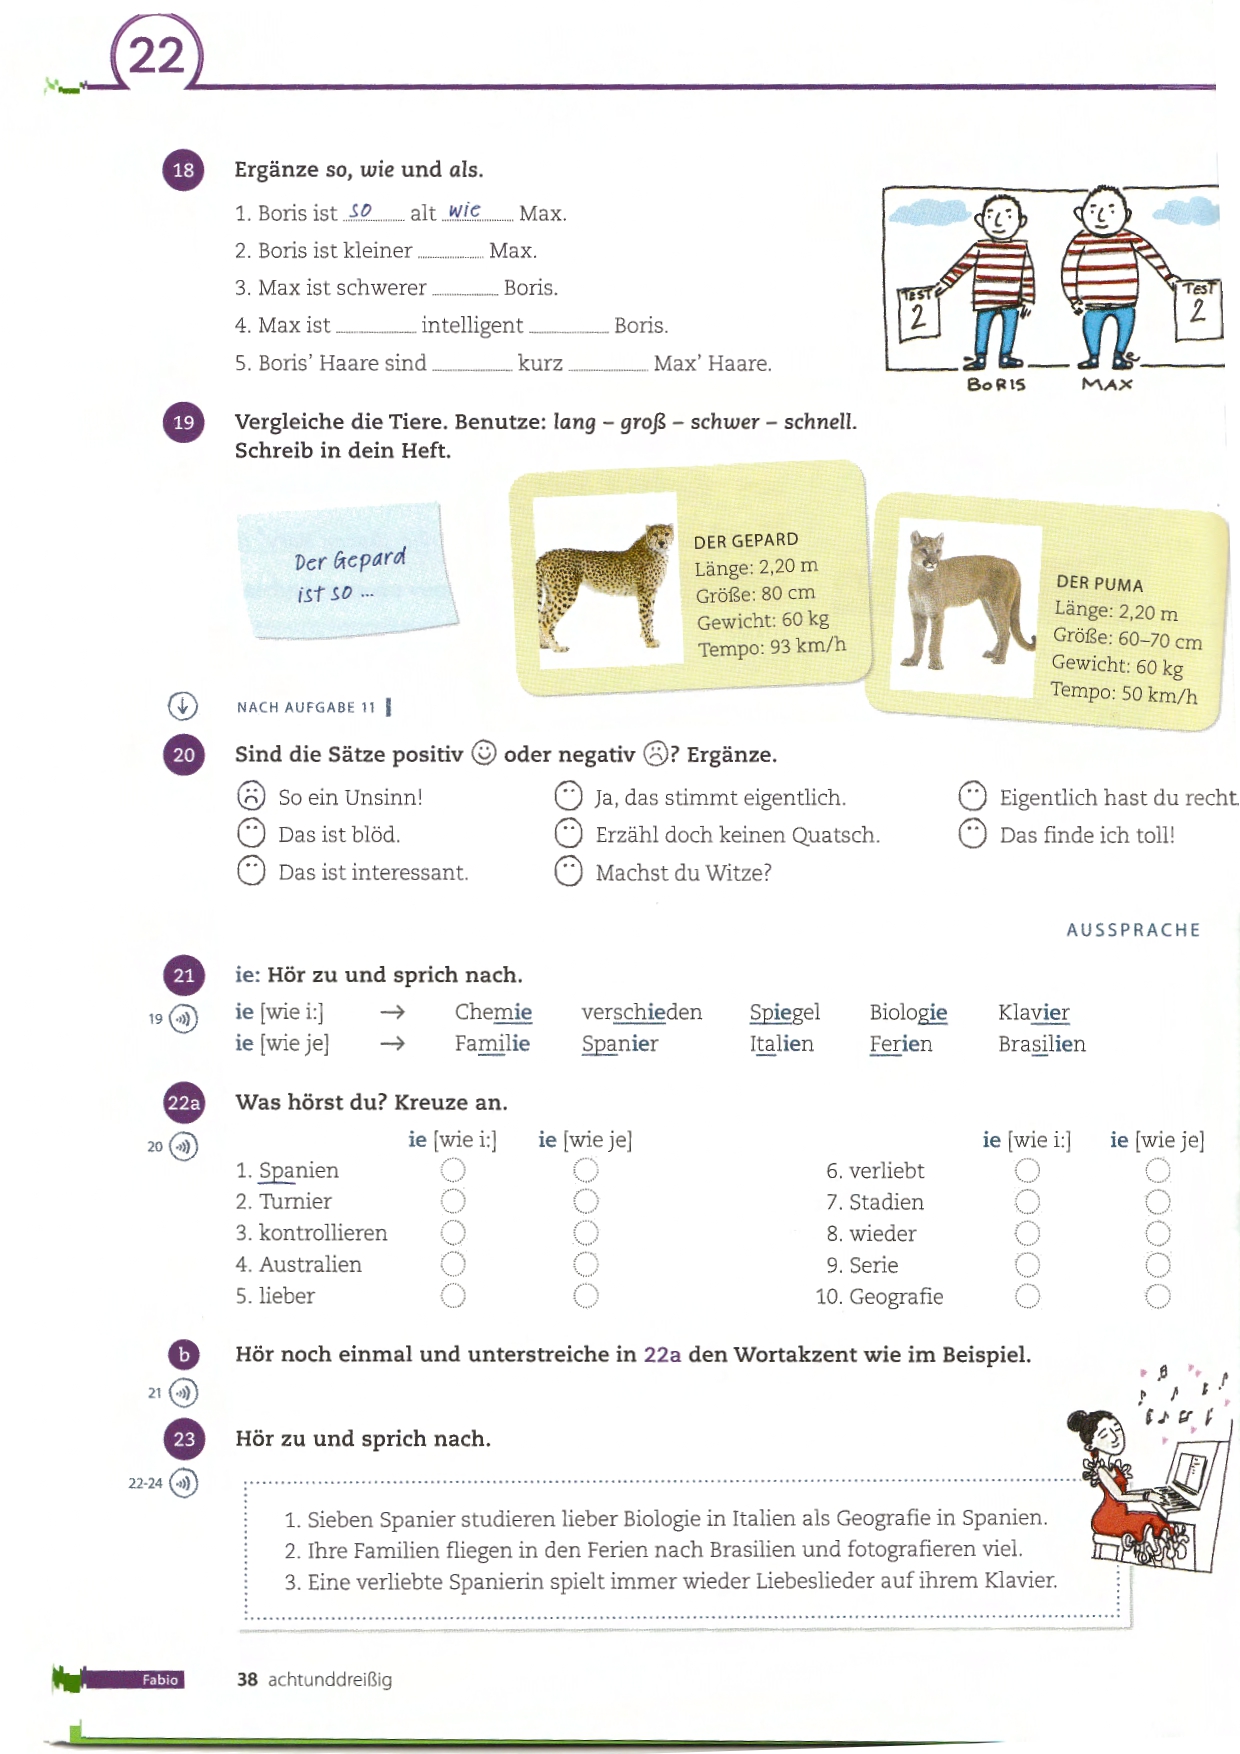 22
18 Ergänze so, wie und als.
1. Boris ist so alt wie Max.
2. Boris ist kleiner ............ Max.
3. Max ist schwerer ............ Boris.
4. Max ist ............ intelligent ............ Boris.
5. Boris’ Haare sind ............ kurz ............ Max’ Haare.
TEST 2
TEST 2
BORIS MAX
19 Vergleiche die Tiere. Benutze: lang – groß – schwer – schnell.
Schreib in dein Heft.
Der Gepard
ist so ...
DER GEPARD
Länge: 2,20 m
Größe: 80 cm
Gewicht: 60 kg
Tempo: 93 km/h
DER PUMA
Länge: 2,20 m
Größe: 60–70 cm
Gewicht: 60 kg
Tempo: 50 km/h
NACH AUFGABE 11
20 Sind die Sätze positiv ☺ oder negativ ☹? Ergänze.
So ein Unsinn! Ja, das stimmt eigentlich. Eigentlich hast du recht.
Das ist blöd. Erzähl doch keinen Quatsch. Das finde ich toll!
Das ist interessant. Machst du Witze?
AUSSPRACHE
21 ie: Hör zu und sprich nach.
19 ie [wie i:] → Chemie verschieden Spiegel Biologie Klavier
ie [wie je] → Familie Spanier Italien Ferien Brasilien
22a Was hörst du? Kreuze an.
20 ie [wie i:] ie [wie je] ie [wie i:] ie [wie je]
1. Spanien 6. verliebt
2. Turnier 7. Stadien
3. kontrollieren 8. wieder
4. Australien 9. Serie
5. lieber 10. Geografie
b Hör noch einmal und unterstreiche in 22a den Wortakzent wie im Beispiel.
21
23 Hör zu und sprich nach.
22-24
1. Sieben Spanier studieren lieber Biologie in Italien als Geografie in Spanien.
2. Ihre Familien fliegen in den Ferien nach Brasilien und fotografieren viel.
3. Eine verliebte Spanierin spielt immer wieder Liebeslieder auf ihrem Klavier.
Fabio 38 achtunddreißig